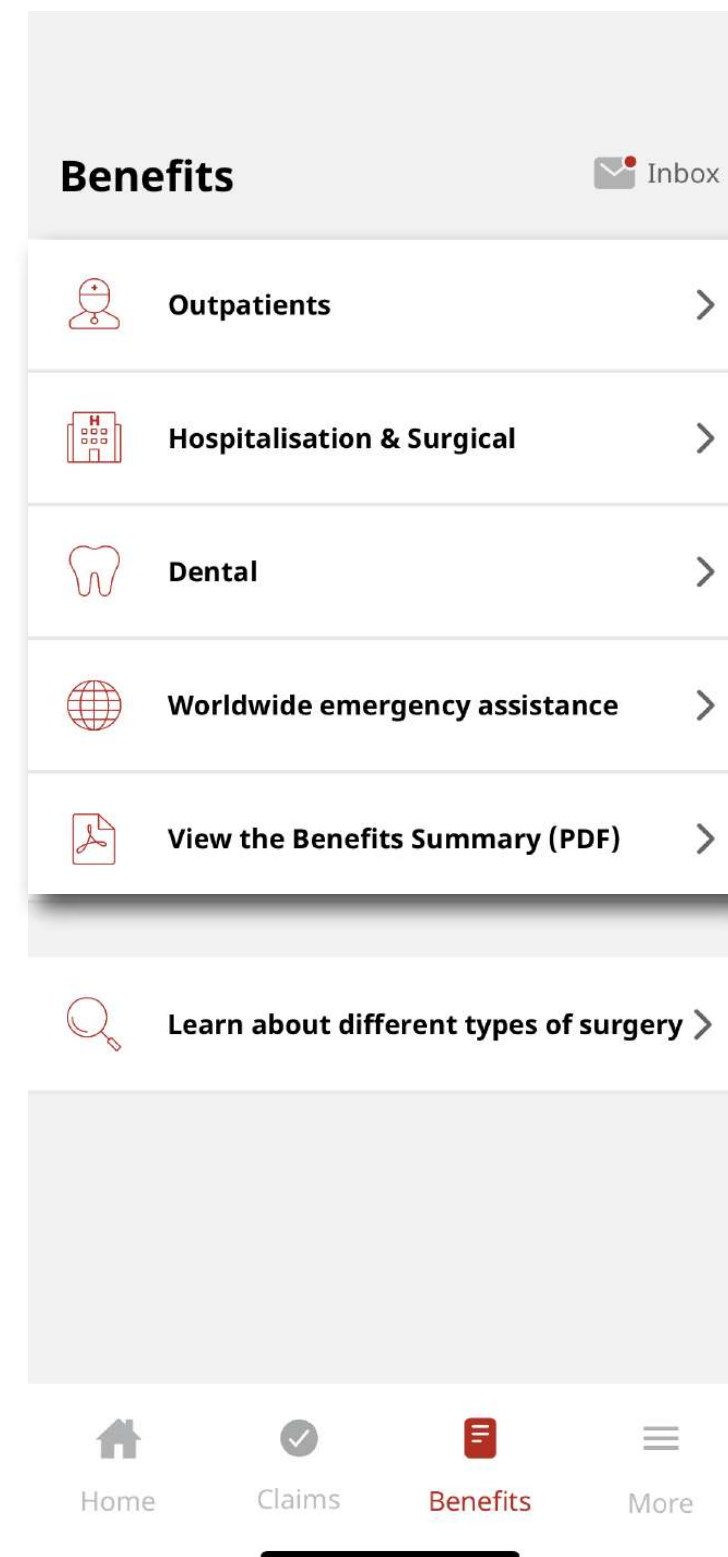 Benefits
Inbox
Outpatients
H
Hospitalisation & Surgical
Dental
Worldwide emergency assistance
View the Benefits Summary (PDF)
Learn about different types of surgery
Home
Claims
Benefits
More